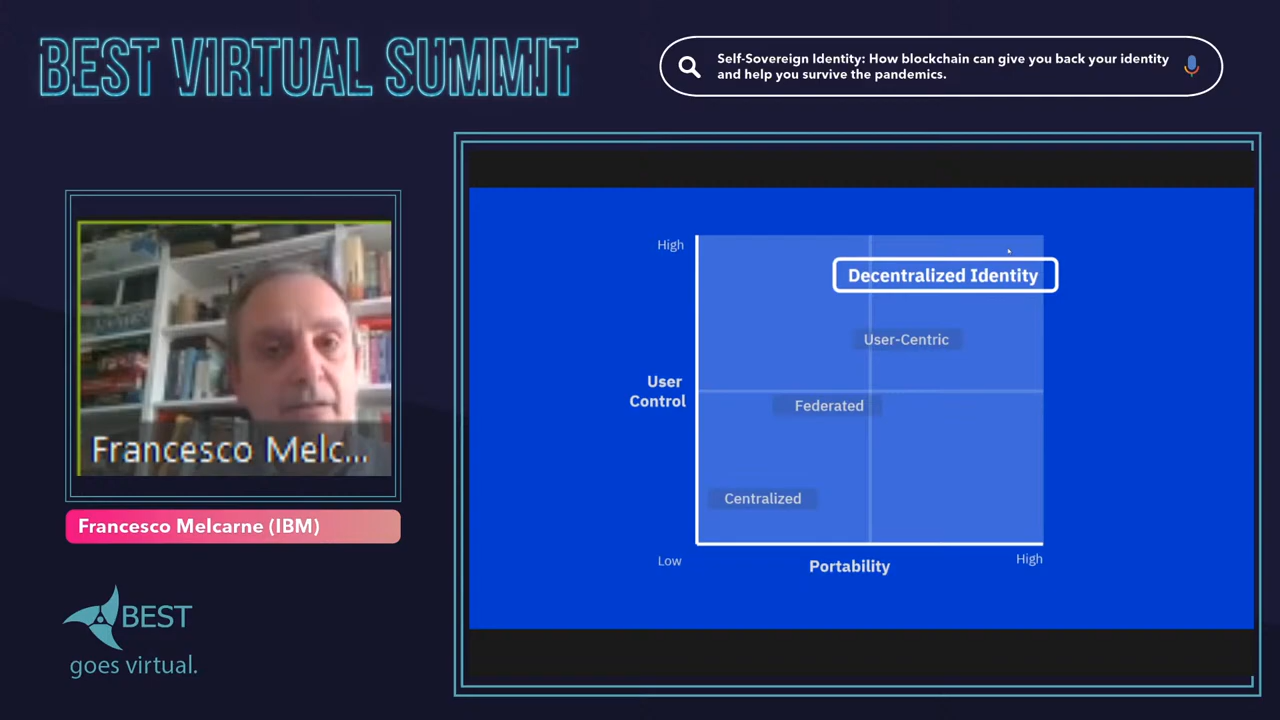 BEST VIRTUAL SUMMIT
Self-Sovereign Identity: How blockchain can give you back your identity
and help you survive the pandemics.
High
Decentralized Identity
User-Centric
User
Control
Federated
Centralized
Low
High
Portability
Francesco Melc...
Francesco Melcarne (IBM)
BEST
goes virtual.